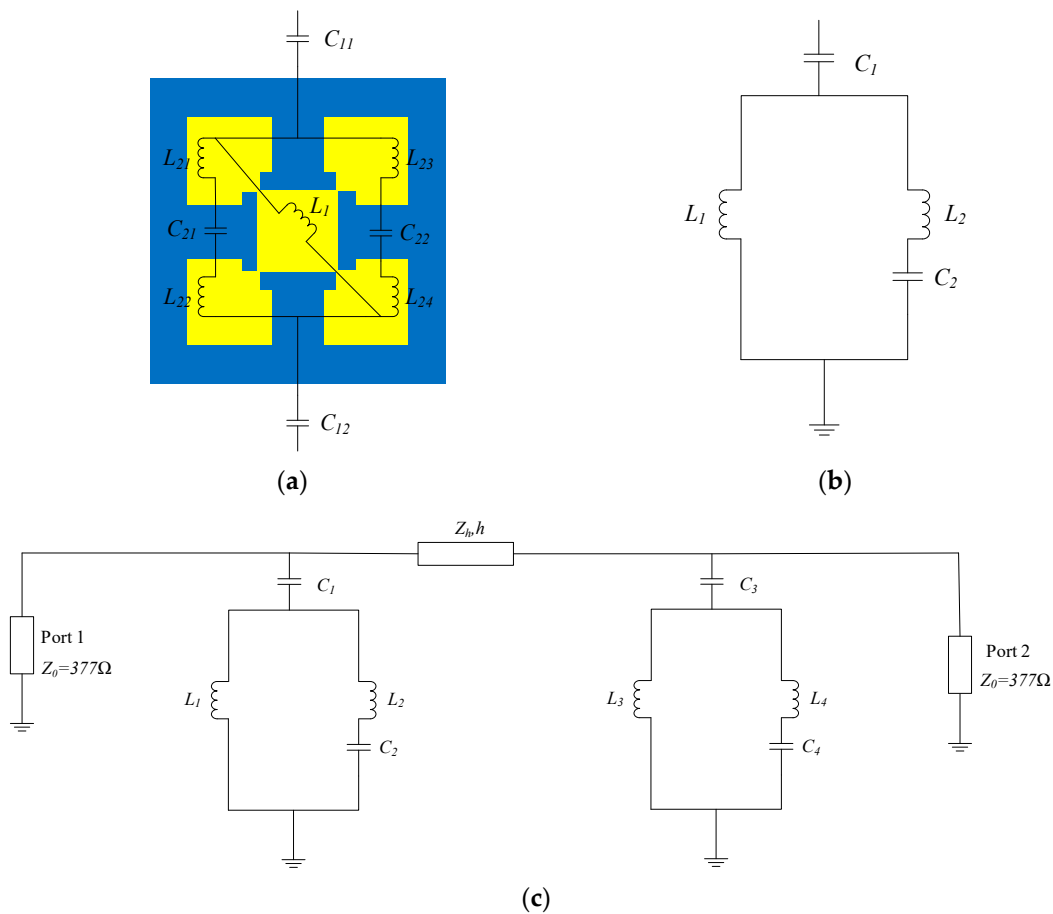 C11
L21
L23
L1
C21
C22
L22
L24
C12
(a)
C1
L1
L2
C2
(b)
Zh,h
C1
C3
Port 1
Z0=377Ω
L1
L2
C2
L3
L4
C4
Port 2
Z0=377Ω
(c)